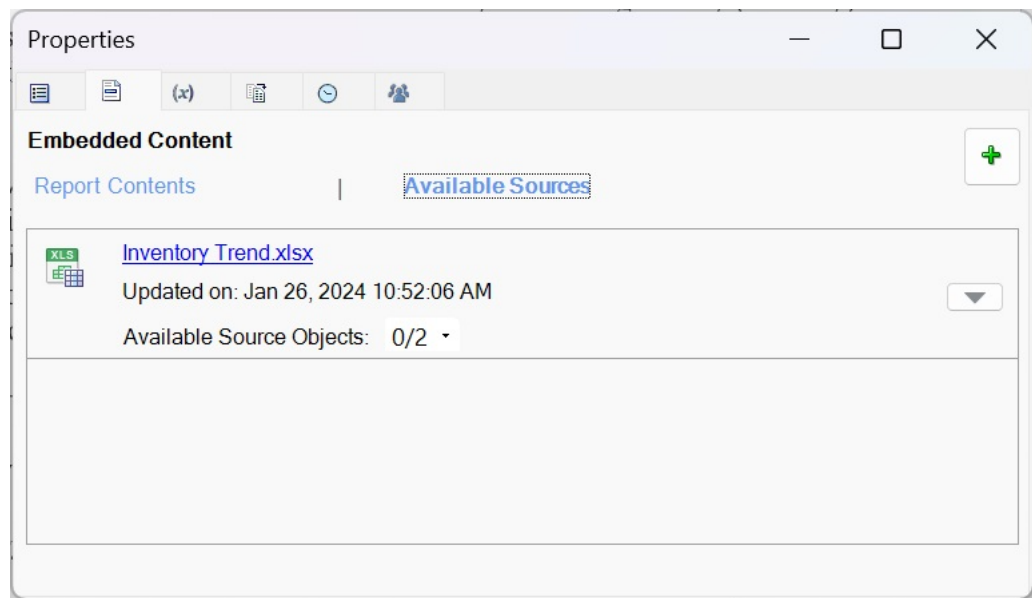 Properties
(x)
Embedded Content
Report Contents | Available Sources
XLS
Inventory Trend.xlsx
Updated on: Jan 26, 2024 10:52:06 AM
Available Source Objects: 0/2